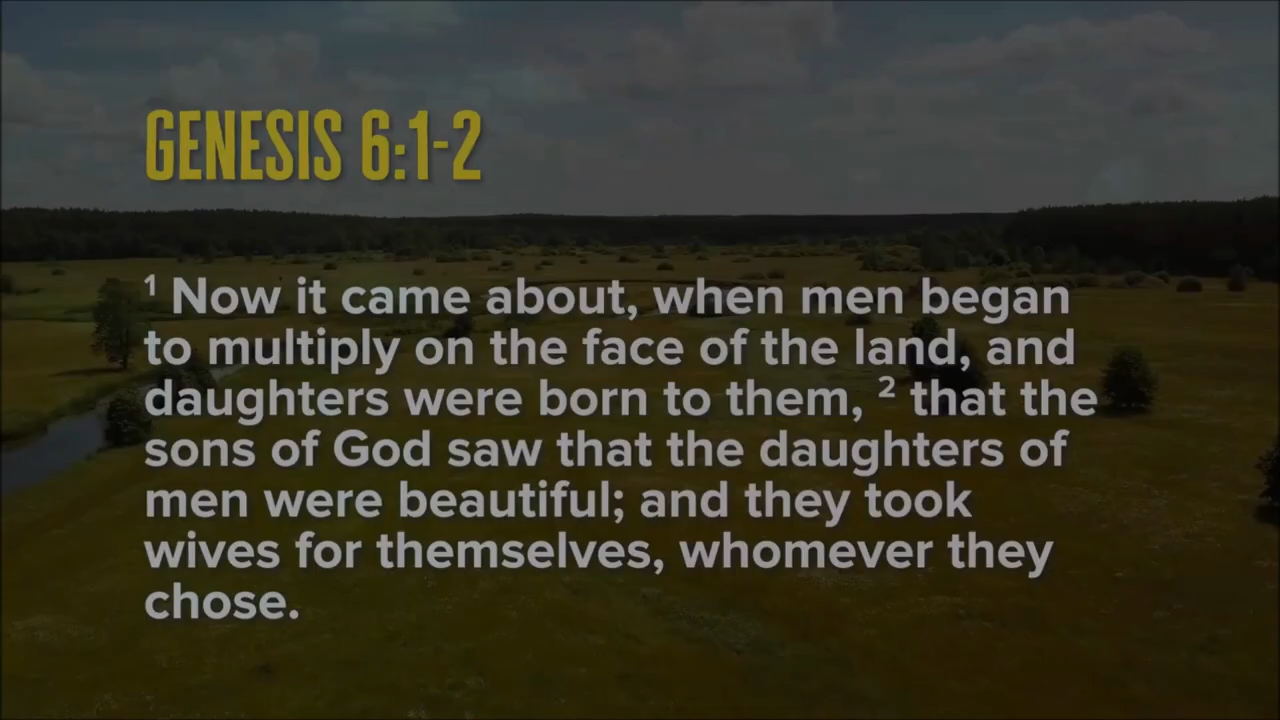 GENESIS 6:1-2
¹ Now it came about, when men began
to multiply on the face of the land, and
daughters were born to them, ² that the
sons of God saw that the daughters of
men were beautiful; and they took
wives for themselves, whomever they
chose.